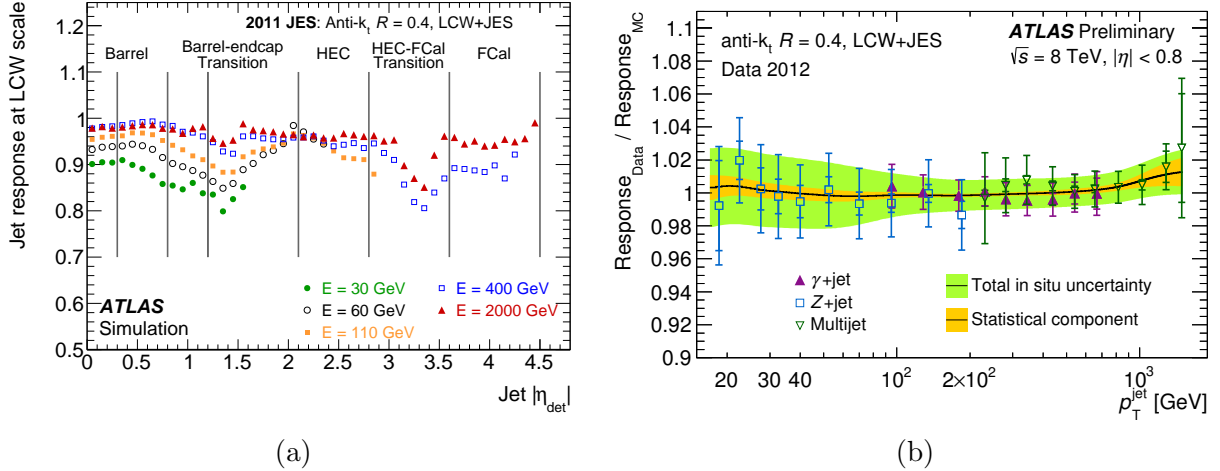 2011 JES: Anti-kt R = 0.4, LCW+JES
Barrel
Barrel-endcap
Transition
HEC
HEC-FCal
Transition
FCal
Jet response at LCW scale
1.2
1.1
1
0.9
0.8
0.7
0.6
0.5
ATLAS
Simulation
E = 30 GeV
E = 60 GeV
E = 110 GeV
E = 400 GeV
E = 2000 GeV
0 0.5 1 1.5 2 2.5 3 3.5 4 4.5
Jet |ηdet|
(a)
anti-kt R = 0.4, LCW+JES
Data 2012
ATLAS Preliminary
√s = 8 TeV, |η| < 0.8
ResponseData / ResponseMC
1.1
1.08
1.06
1.04
1.02
1.00
0.98
0.96
0.94
0.92
0.9
γ+jet
Z+jet
Multijet
Total in situ uncertainty
Statistical component
20 30 40 10² 2×10² 10³
pTjet [GeV]
(b)